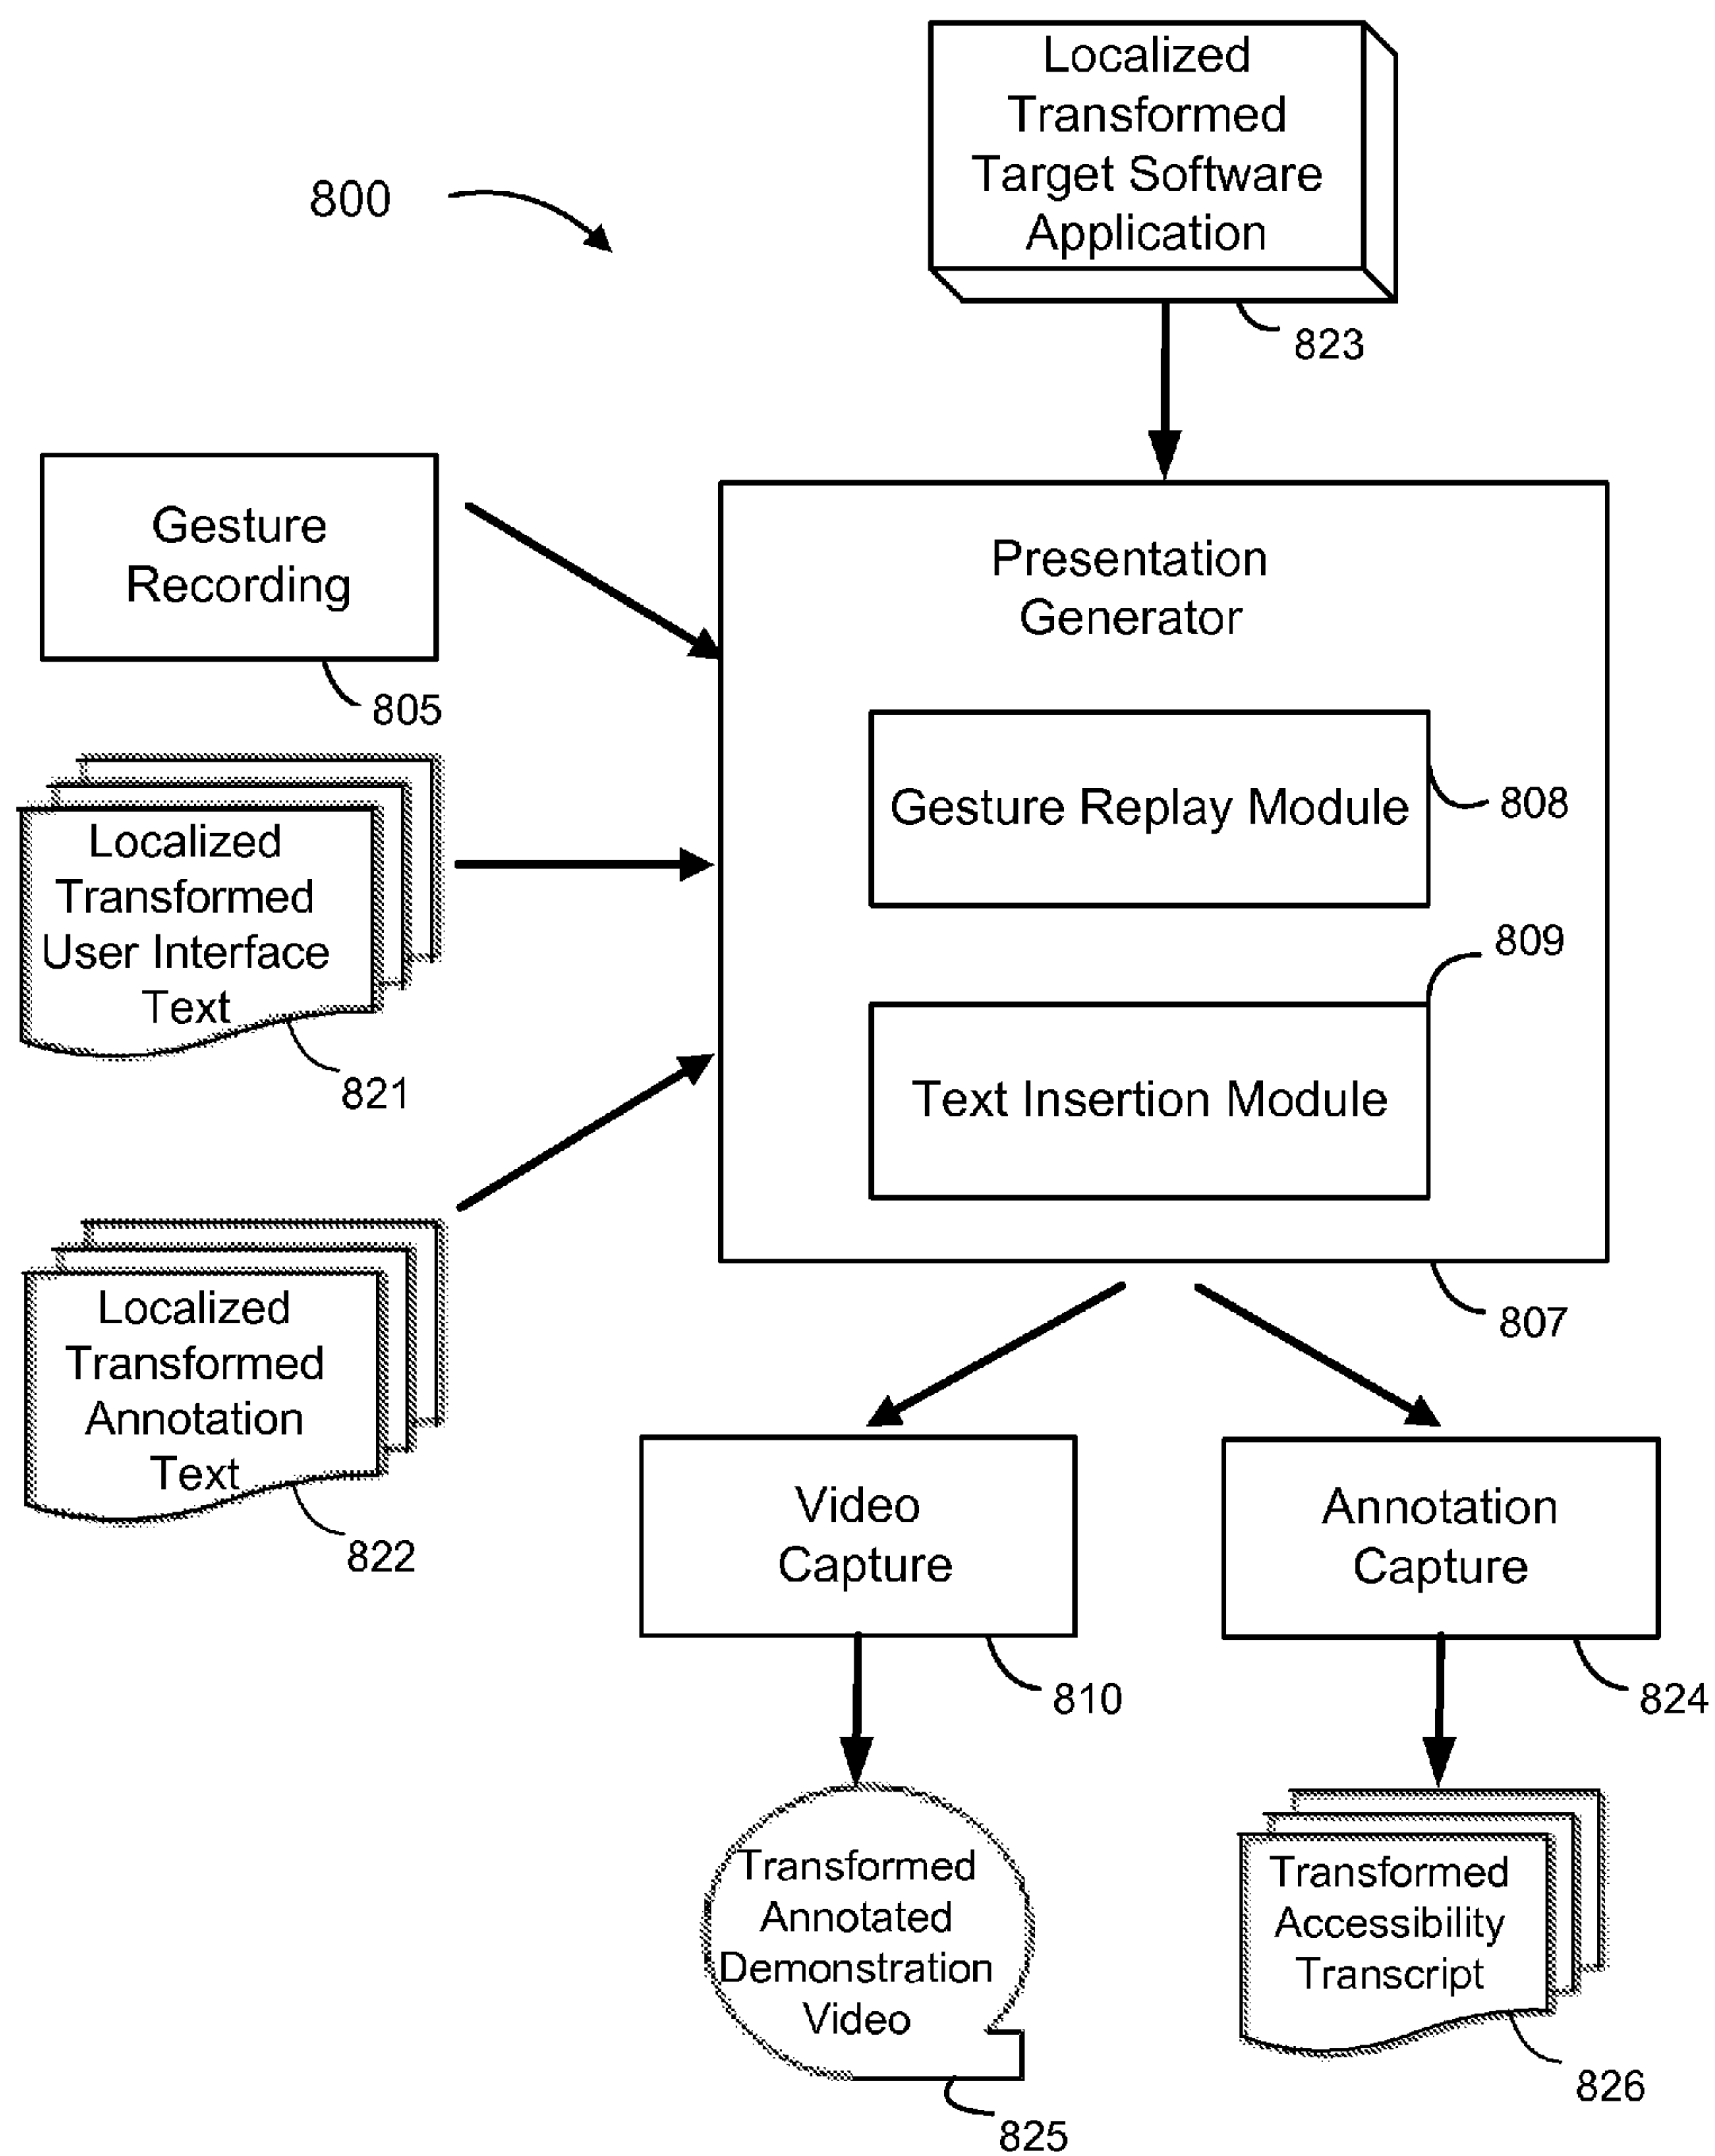 Localized
Transformed
Target Software
Application
800
823
Gesture
Recording
805
Presentation
Generator
Gesture Replay Module
808
Localized
Transformed
User Interface
Text
821
809
Text Insertion Module
Localized
Transformed
Annotation
Text
822
807
Video
Capture
810
Annotation
Capture
824
Transformed
Annotated
Demonstration
Video
825
Transformed
Accessibility
Transcript
826